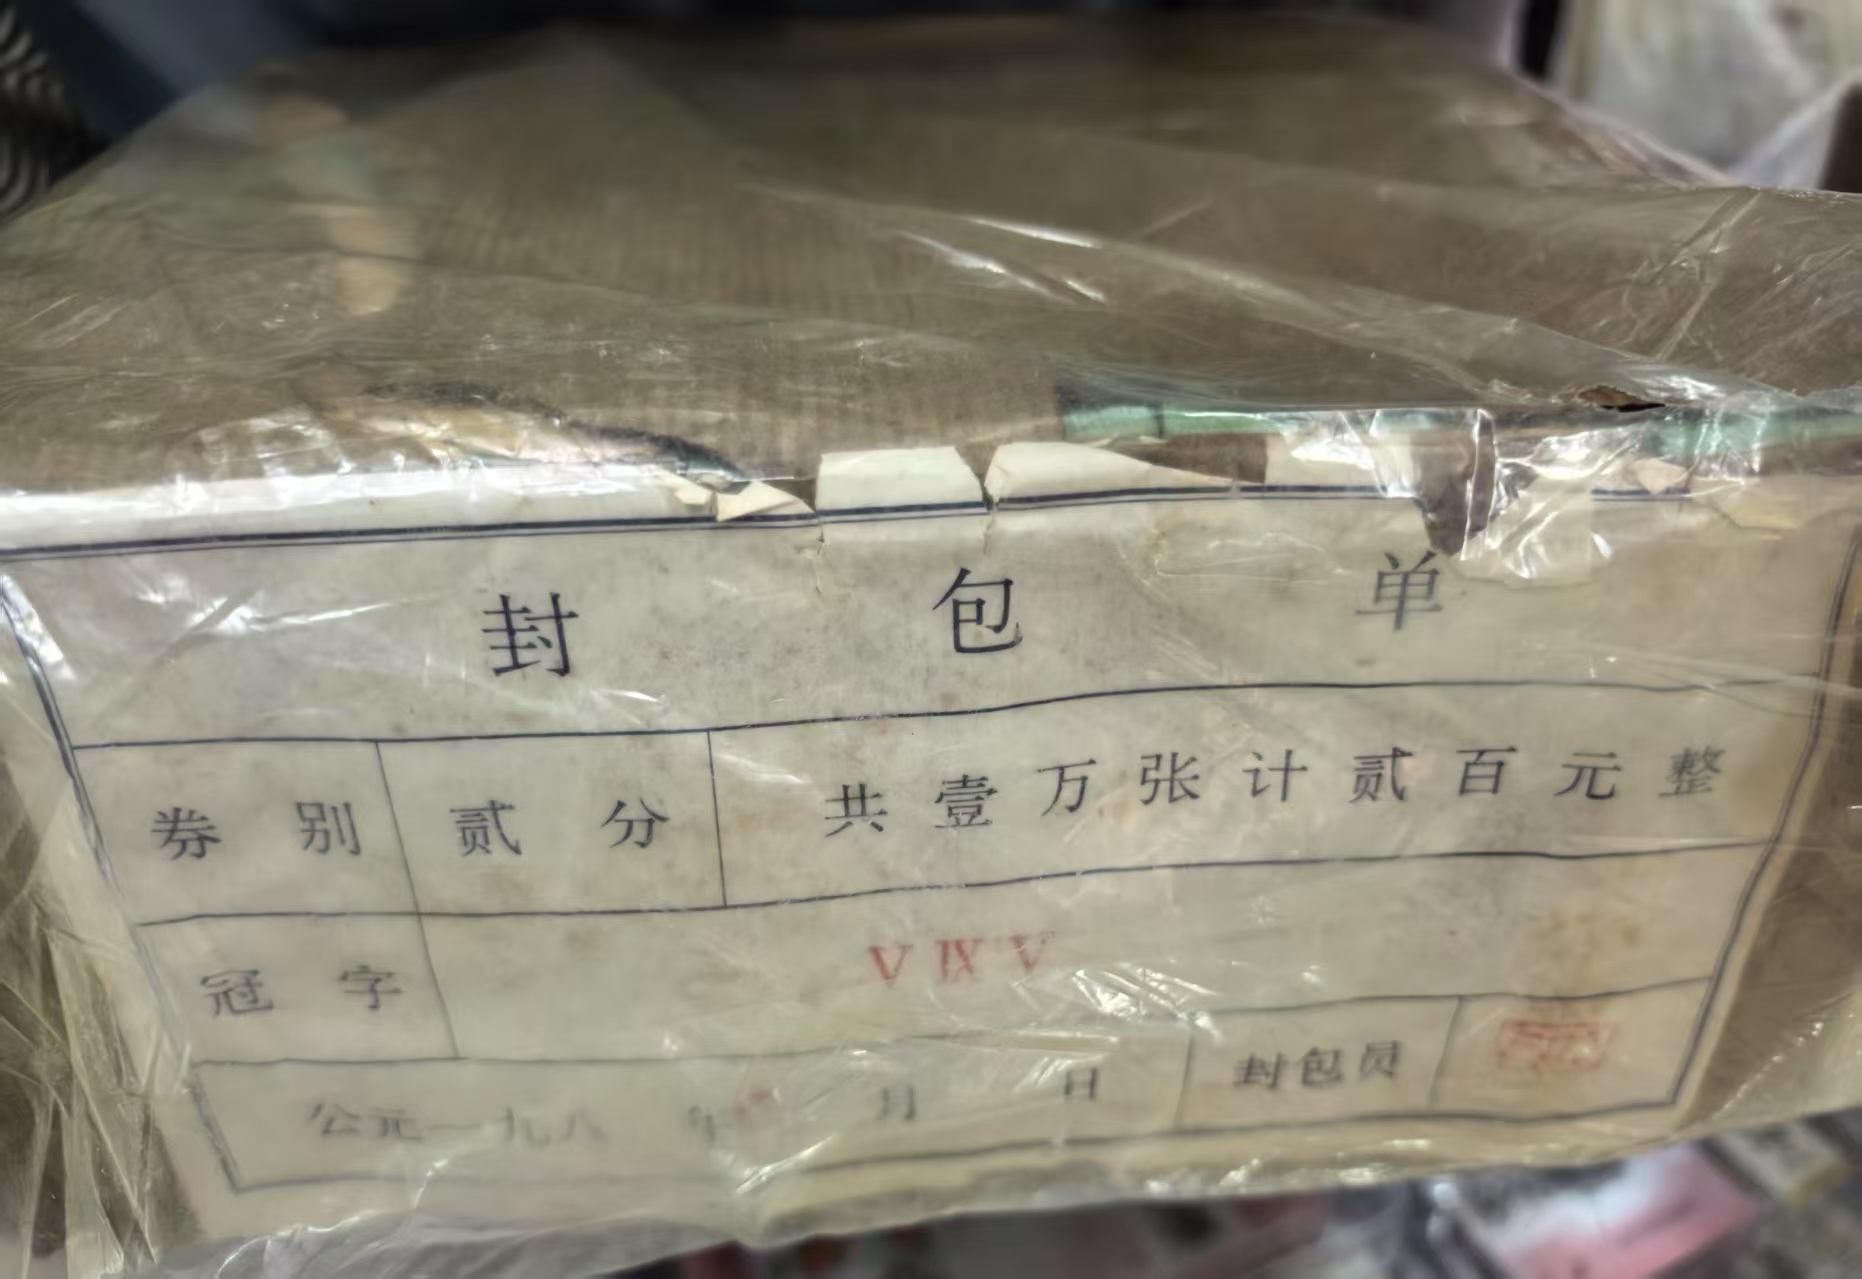 封包单
券别 贰分 共壹万张计贰百元整
冠字 V IX V
公元一九八 年 月 日 封包员